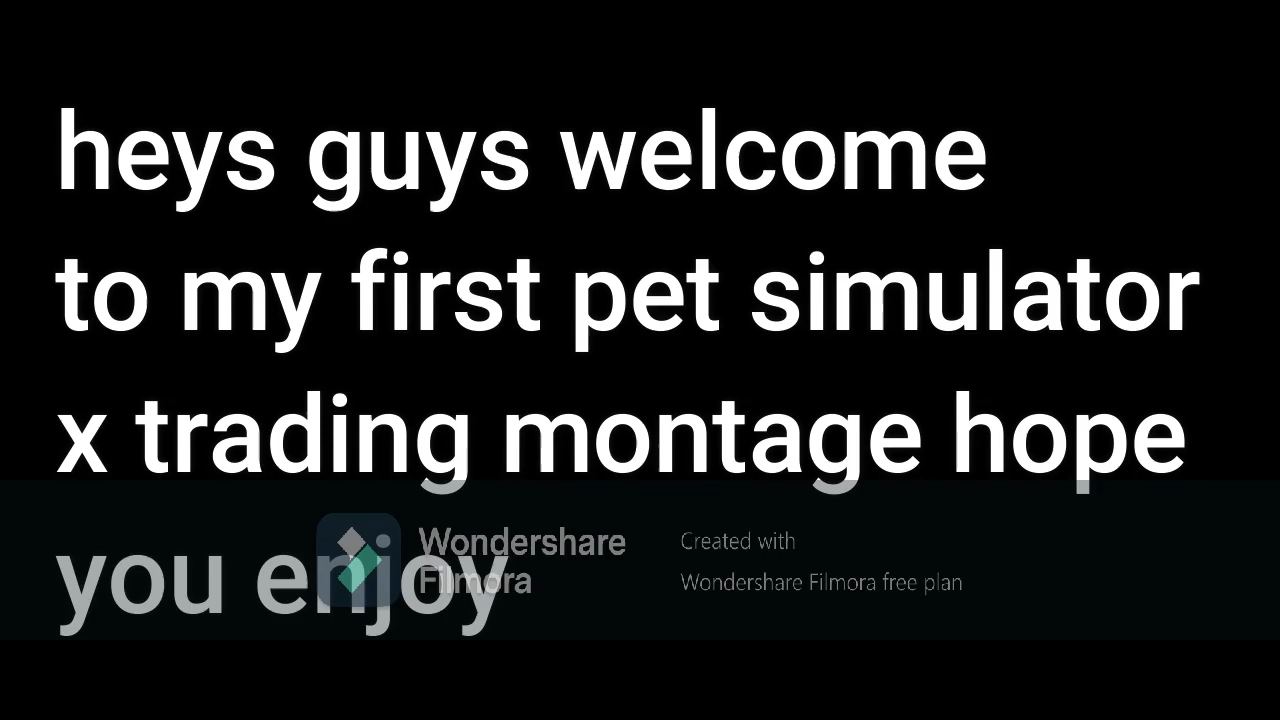 heys guys welcome
to my first pet simulator
x trading montage hope
you enjoy
Wondershare
Filmora
Created with
Wondershare Filmora free plan